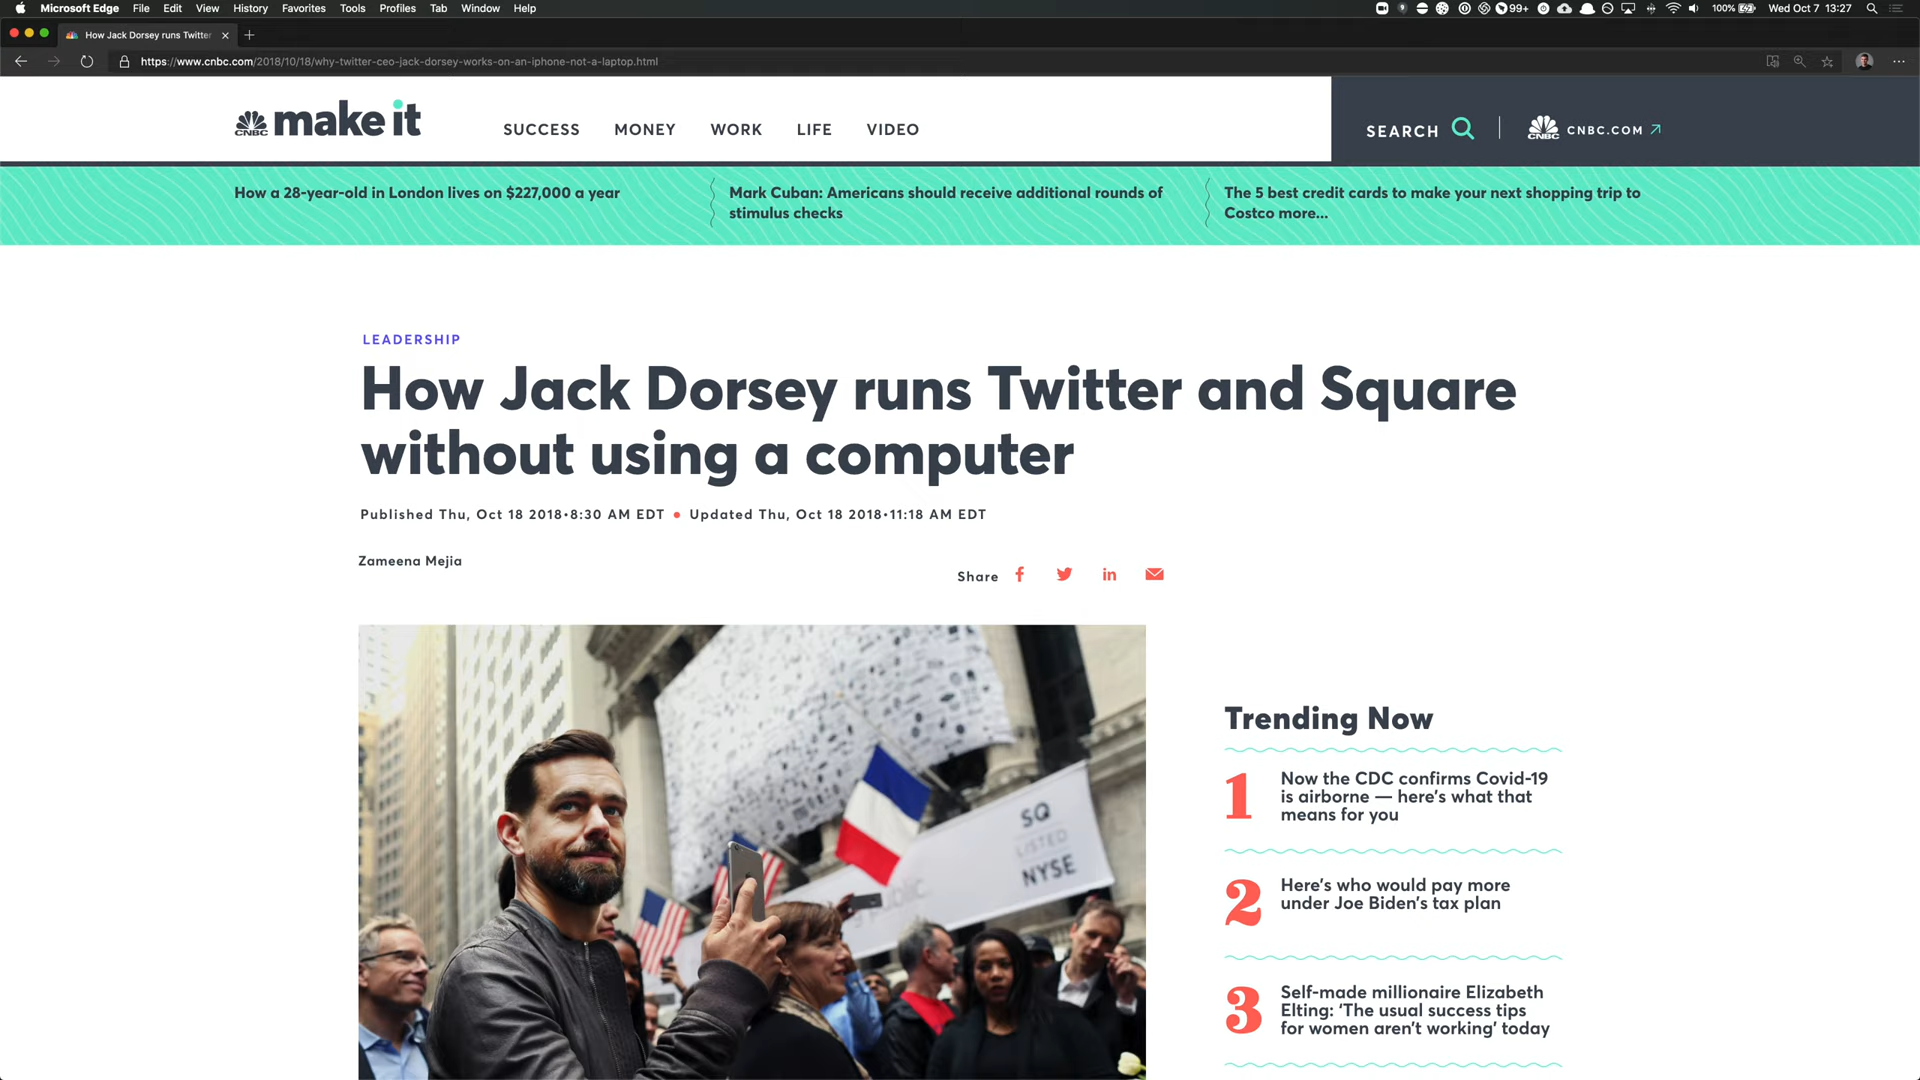 Microsoft Edge File Edit View History Favorites Tools Profiles Tab Window Help 99+ 100% Wed Oct 7 13:27
How Jack Dorsey runs Twitter
https://www.cnbc.com/2018/10/18/why-twitter-ceo-jack-dorsey-works-on-an-iphone-not-a-laptop.html
CNBC make it SUCCESS MONEY WORK LIFE VIDEO SEARCH CNBC CNBC.COM
How a 28-year-old in London lives on $227,000 a year
Mark Cuban: Americans should receive additional rounds of
stimulus checks
The 5 best credit cards to make your next shopping trip to
Costco more...
LEADERSHIP
How Jack Dorsey runs Twitter and Square
without using a computer
Published Thu, Oct 18 2018•8:30 AM EDT • Updated Thu, Oct 18 2018•11:18 AM EDT
Zameena Mejia
Share
SQ
LISTED
NYSE
Trending Now
1 Now the CDC confirms Covid-19
is airborne — here's what that
means for you
2 Here's who would pay more
under Joe Biden's tax plan
3 Self-made millionaire Elizabeth
Elting: ‘The usual success tips
for women aren't working’ today